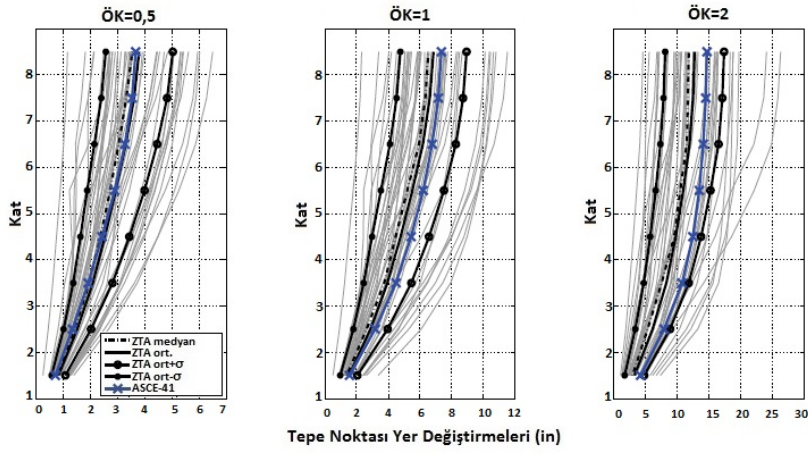 ÖK=0,5
ÖK=1
ÖK=2
Kat
8
7
6
5
4
3
2
1
0 1 2 3 4 5 6 7
ZTA medyan
ZTA ort.
ZTA ort+σ
ZTA ort-σ
ASCE-41
Kat
8
7
6
5
4
3
2
1
0 2 4 6 8 10 12
Kat
8
7
6
5
4
3
2
1
0 5 10 15 20 25 30
Tepe Noktası Yer Değiştirmeleri (in)